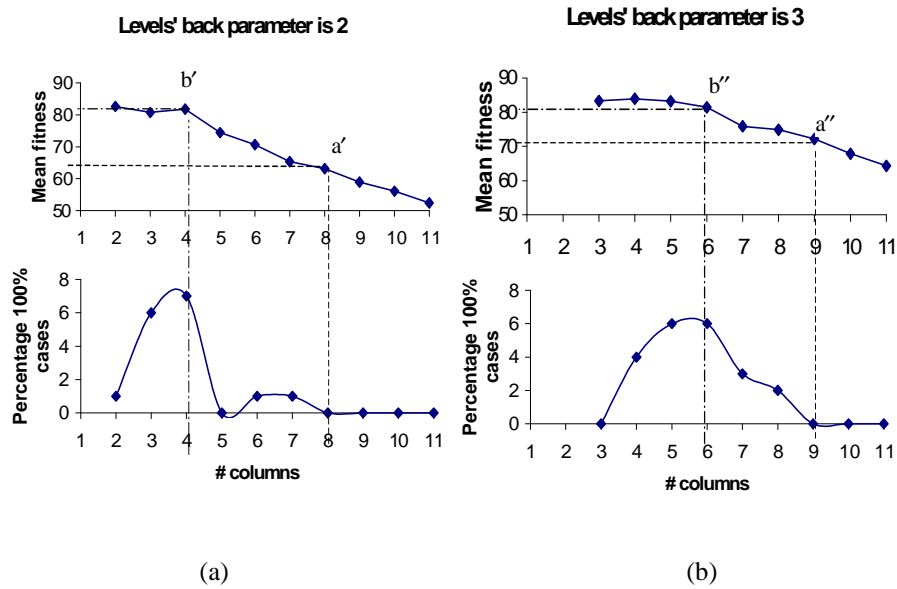 Levels' back parameter is 2
b′
90
80
70
60
50
Mean fitness
a′
1 2 3 4 5 6 7 8 9 10 11
8
6
4
2
0
Percentage 100% cases
1 2 3 4 5 6 7 8 9 10 11
# columns
(a)
Levels' back parameter is 3
b′′
90
80
70
60
50
Mean fitness
a′′
1 2 3 4 5 6 7 8 9 10 11
8
6
4
2
0
Percentage 100% cases
1 2 3 4 5 6 7 8 9 10 11
# columns
(b)